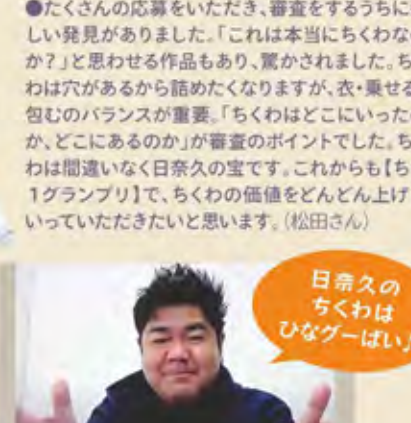 ●たくさんの応募をいただき、審査をするうちに
しい発見がありました。「これは本当にちくわな
か？」と思わせる作品もあり、驚かされました。ち
わは穴があるから詰めたくなりますが、衣・乗せる
包むのバランスが重要。「ちくわはどこにいった
か、どこにあるのか」が審査のポイントでした。ち
わは間違いなく日奈久の宝です。これからも【ち
1グランプリ】で、ちくわの価値をどんどん上げ
いっていただきたいと思います。（松田さん）
日奈久の
ちくわは
ひなグーばい♪